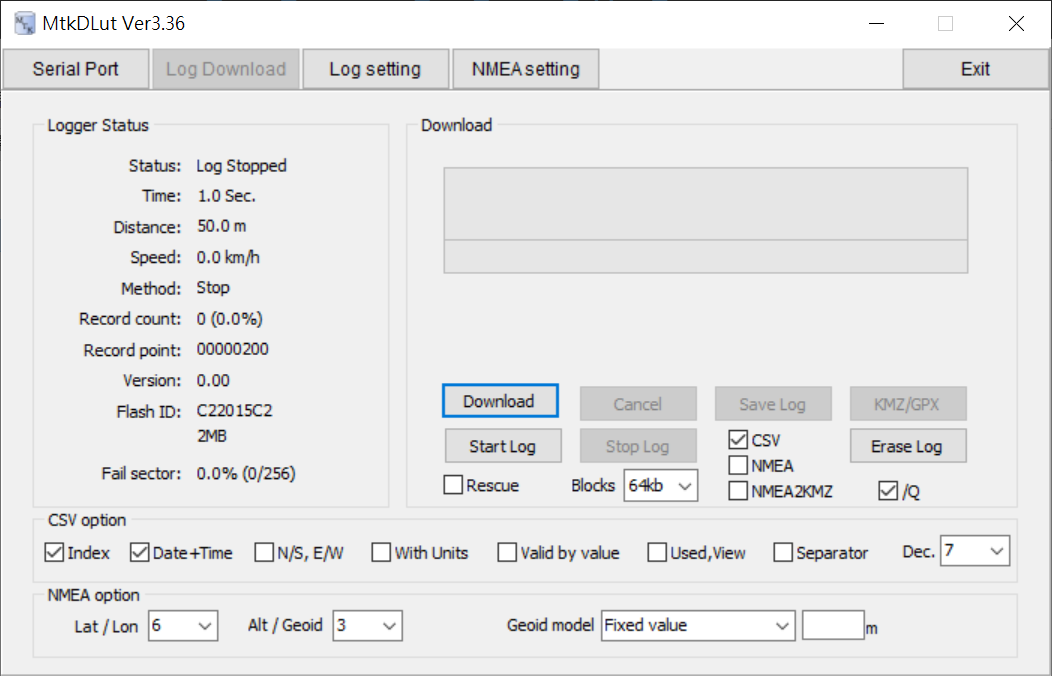 MtkDLut Ver3.36
Serial Port Log Download Log setting NMEA setting Exit
Logger Status
Status: Log Stopped
Time: 1.0 Sec.
Distance: 50.0 m
Speed: 0.0 km/h
Method: Stop
Record count: 0 (0.0%)
Record point: 00000200
Version: 0.00
Flash ID: C22015C2
2MB
Fail sector: 0.0% (0/256)
Download
Download Cancel Save Log KMZ/GPX
Start Log Stop Log CSV Erase Log
NMEA
Rescue Blocks 64kb NMEA2KMZ /Q
CSV option
Index Date+Time N/S, E/W With Units Valid by value Used,View Separator Dec. 7
NMEA option
Lat / Lon 6 Alt / Geoid 3 Geoid model Fixed value m